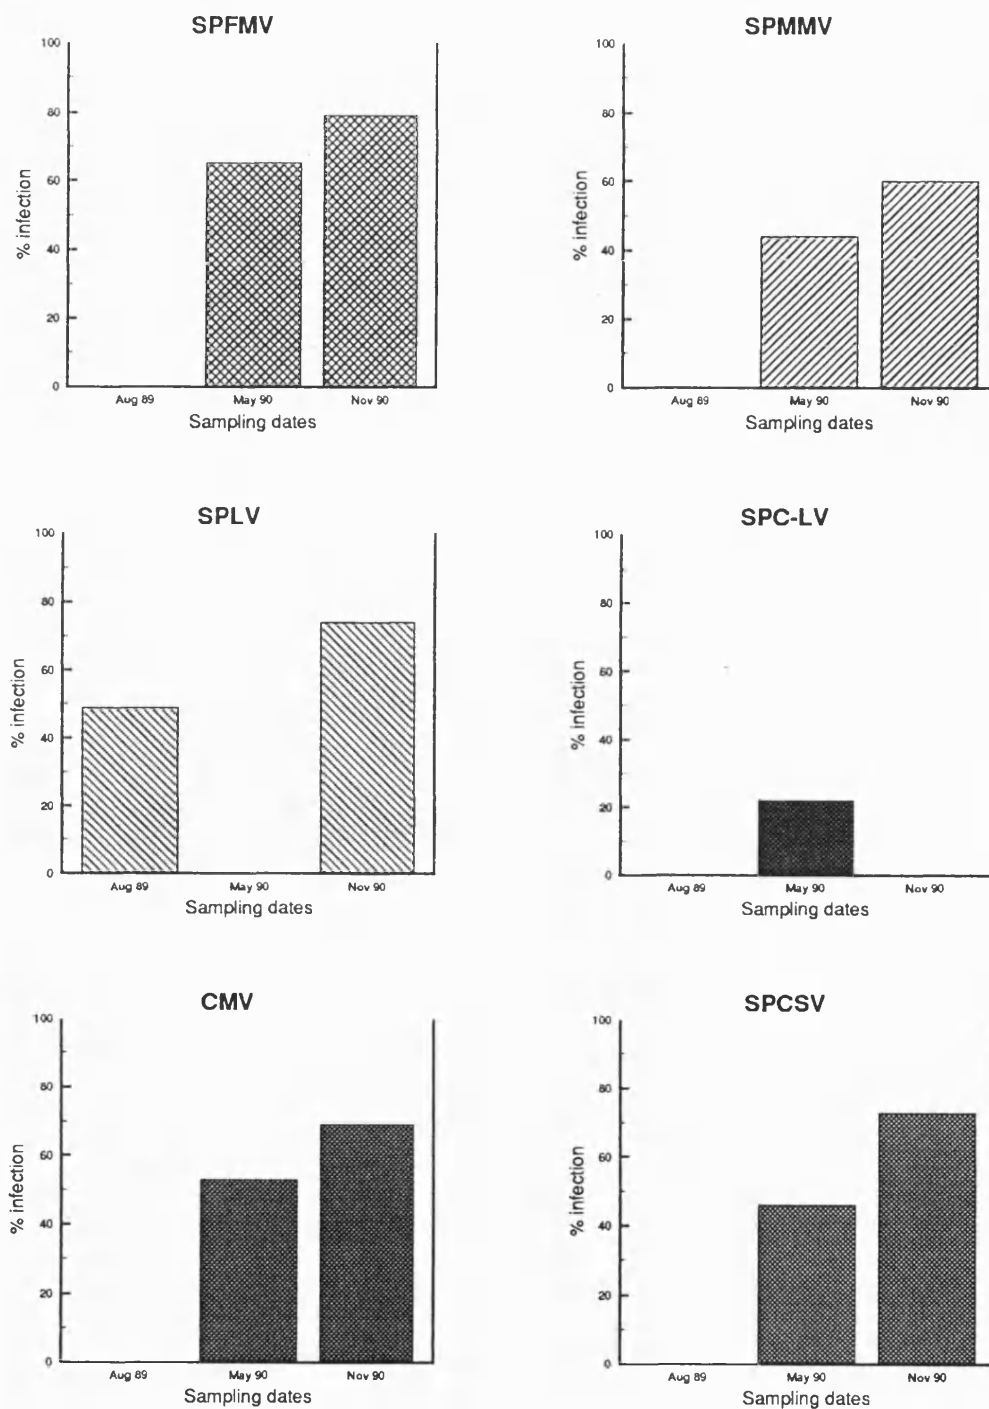 SPFMV
100
80
60
40
20
0
% infection
Aug 89 May 90 Nov 90
Sampling dates
SPMMV
100
80
60
40
20
0
% infection
Aug 89 May 90 Nov 90
Sampling dates
SPLV
100
80
60
40
20
0
% infection
Aug 89 May 90 Nov 90
Sampling dates
SPC-LV
100
80
60
40
20
0
% infection
Aug 89 May 90 Nov 90
Sampling dates
CMV
100
80
60
40
20
0
% infection
Aug 89 May 90 Nov 90
Sampling dates
SPCSV
100
80
60
40
20
0
% infection
Aug 89 May 90 Nov 90
Sampling dates